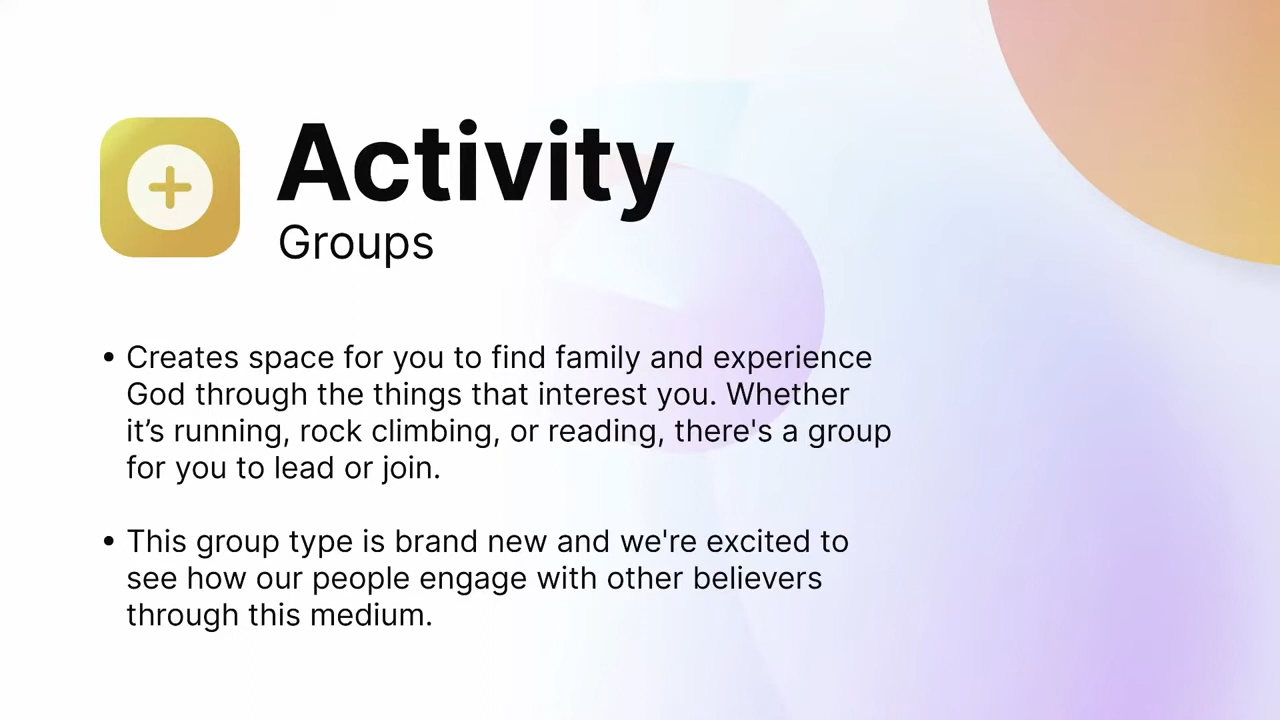 Activity
Groups
• Creates space for you to find family and experience
God through the things that interest you. Whether
it’s running, rock climbing, or reading, there's a group
for you to lead or join.
• This group type is brand new and we're excited to
see how our people engage with other believers
through this medium.